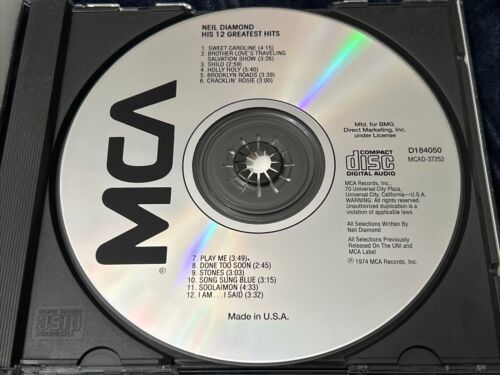 NEIL DIAMOND
HIS 12 GREATEST HITS
1. SWEET CAROLINE (4:15)
2. BROTHER LOVE'S TRAVELING
SALVATION SHOW (3:26)
3. SHILO (2:59)
4. HOLLY HOLY (5:40)
5. BROOKLYN ROADS (3:39)
6. CRACKLIN' ROSIE (3:00)
MCA
®
Mfd. for BMG
Direct Marketing, Inc.
under License
COMPACT
disc
DIGITAL AUDIO
D184050
MCAD-37252
MCA Records, Inc.
70 Universal City Plaza,
Universal City, California—U.S.A.
WARNING: All rights reserved.
Unauthorized duplication is a
violation of applicable laws.
All Selections Written By
Neil Diamond
All Selections Previously
Released On The UNI and
MCA Label
℗ 1974 MCA Records, Inc.
7. PLAY ME (3:49)
8. DONE TOO SOON (2:45)
9. STONES (3:03)
10. SONG SUNG BLUE (3:15)
11. SOOLAIMON (4:33)
12. I AM . . . I SAID (3:32)
Made in U.S.A.
disc